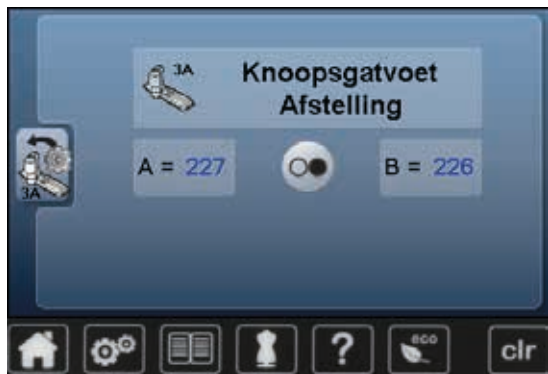 3A
Knoopsgatvoet
Afstelling
A = 227
B = 226
3A
?
eco
clr